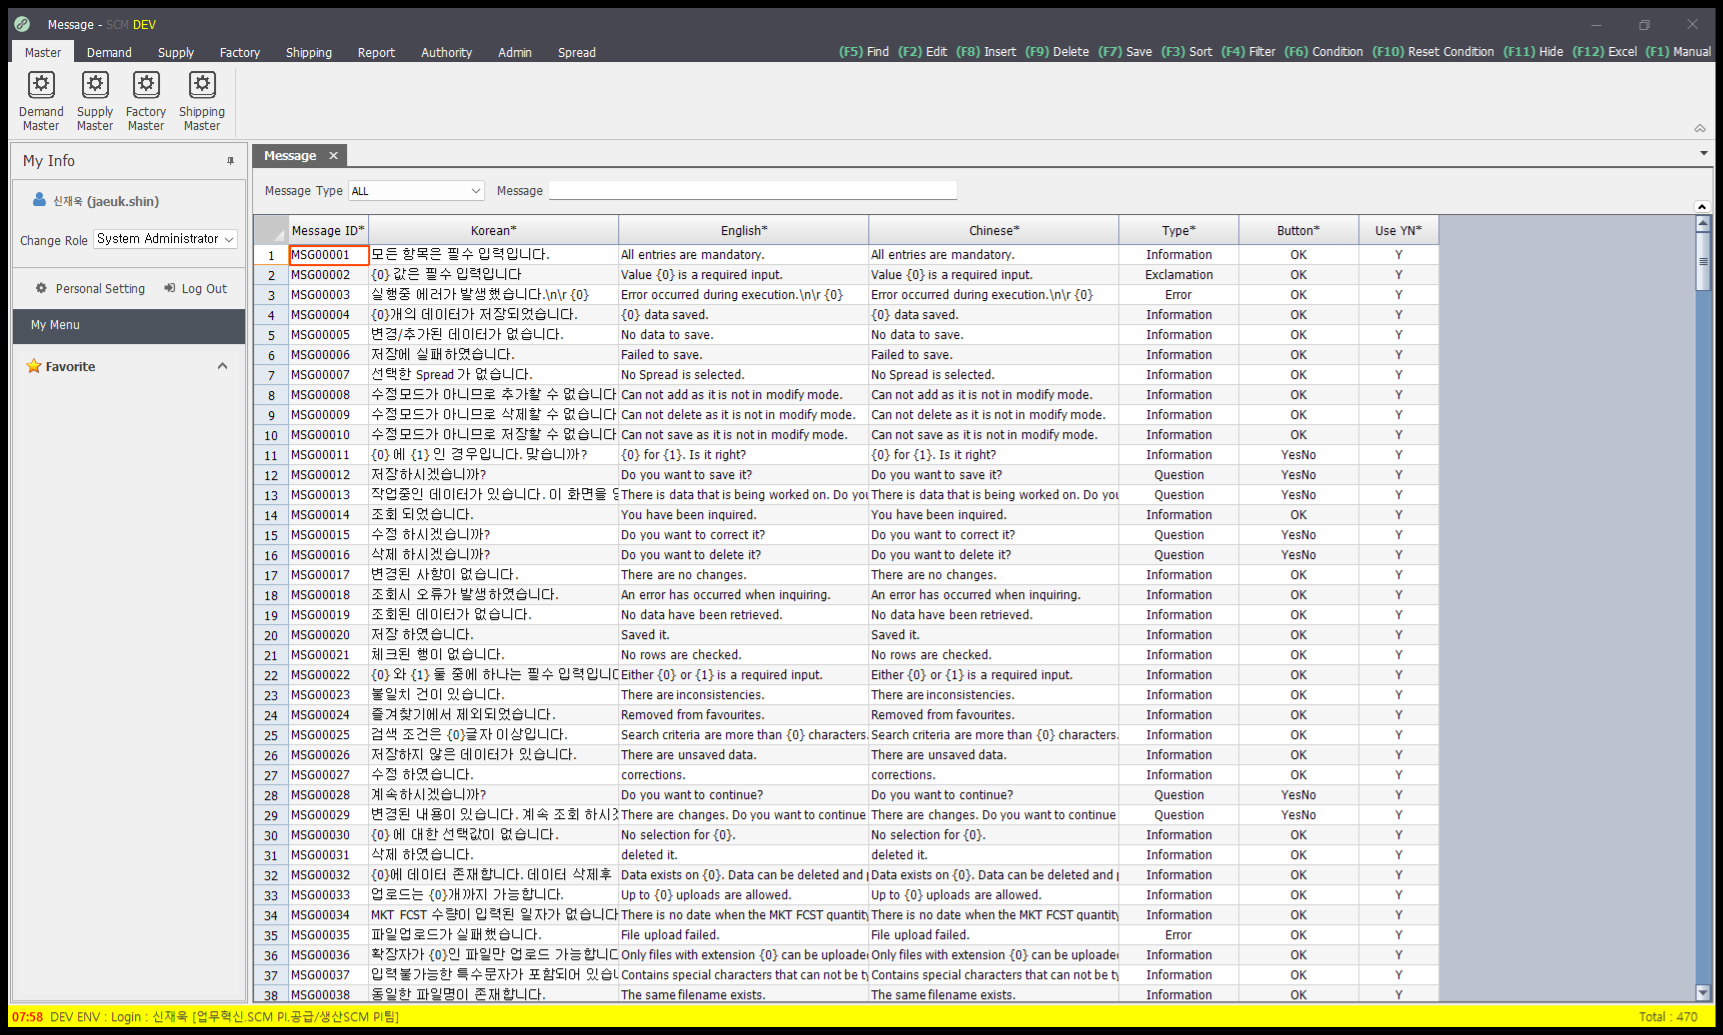 Message - SCM DEV
Master Demand Supply Factory Shipping Report Authority Admin Spread (F5) Find (F2) Edit (F8) Insert (F9) Delete (F7) Save (F3) Sort (F4) Filter (F6) Condition (F10) Reset Condition (F11) Hide (F12) Excel (F1) Manual
Demand Master Supply Master Factory Master Shipping Master
My Info
신재욱 (jaeuk.shin)
Change Role System Administrator
Personal Setting Log Out
My Menu
Favorite
Message
Message Type ALL Message
Message ID* Korean* English* Chinese* Type* Button* Use YN*
1 MSG00001 모든 항목은 필수 입력입니다. All entries are mandatory. All entries are mandatory. Information OK Y
2 MSG00002 {0} 값은 필수 입력입니다 Value {0} is a required input. Value {0} is a required input. Exclamation OK Y
3 MSG00003 실행중 에러가 발생했습니다.\n\r {0} Error occurred during execution.\n\r {0} Error occurred during execution.\n\r {0} Error OK Y
4 MSG00004 {0}개의 데이터가 저장되었습니다. {0} data saved. {0} data saved. Information OK Y
5 MSG00005 변경/추가된 데이터가 없습니다. No data to save. No data to save. Information OK Y
6 MSG00006 저장에 실패하였습니다. Failed to save. Failed to save. Information OK Y
7 MSG00007 선택한 Spread 가 없습니다. No Spread is selected. No Spread is selected. Information OK Y
8 MSG00008 수정모드가 아니므로 추가할 수 없습니다 Can not add as it is not in modify mode. Can not add as it is not in modify mode. Information OK Y
9 MSG00009 수정모드가 아니므로 삭제할 수 없습니다 Can not delete as it is not in modify mode. Can not delete as it is not in modify mode. Information OK Y
10 MSG00010 수정모드가 아니므로 저장할 수 없습니다 Can not save as it is not in modify mode. Can not save as it is not in modify mode. Information OK Y
11 MSG00011 {0} 에 {1} 인 경우입니다. 맞습니까? {0} for {1}. Is it right? {0} for {1}. Is it right? Information YesNo Y
12 MSG00012 저장하시겠습니까? Do you want to save it? Do you want to save it? Question YesNo Y
13 MSG00013 작업중인 데이터가 있습니다. 이 화면을 There is data that is being worked on. Do you There is data that is being worked on. Do you Question YesNo Y
14 MSG00014 조회 되었습니다. You have been inquired. You have been inquired. Information OK Y
15 MSG00015 수정 하시겠습니까? Do you want to correct it? Do you want to correct it? Question YesNo Y
16 MSG00016 삭제 하시겠습니까? Do you want to delete it? Do you want to delete it? Question YesNo Y
17 MSG00017 변경된 사항이 없습니다. There are no changes. There are no changes. Information OK Y
18 MSG00018 조회시 오류가 발생하였습니다. An error has occurred when inquiring. An error has occurred when inquiring. Information OK Y
19 MSG00019 조회된 데이터가 없습니다. No data have been retrieved. No data have been retrieved. Information OK Y
20 MSG00020 저장 하였습니다. Saved it. Saved it. Information OK Y
21 MSG00021 체크된 행이 없습니다. No rows are checked. No rows are checked. Information OK Y
22 MSG00022 {0} 와 {1} 둘 중에 하나는 필수 입력입니다 Either {0} or {1} is a required input. Either {0} or {1} is a required input. Information OK Y
23 MSG00023 불일치 건이 있습니다. There are inconsistencies. There are inconsistencies. Information OK Y
24 MSG00024 즐겨찾기에서 제외되었습니다. Removed from favourites. Removed from favourites. Information OK Y
25 MSG00025 검색 조건은 {0}글자 이상입니다. Search criteria are more than {0} characters. Search criteria are more than {0} characters. Information OK Y
26 MSG00026 저장하지 않은 데이터가 있습니다. There are unsaved data. There are unsaved data. Information OK Y
27 MSG00027 수정 하였습니다. corrections. corrections. Information OK Y
28 MSG00028 계속하시겠습니까? Do you want to continue? Do you want to continue? Question YesNo Y
29 MSG00029 변경된 내용이 있습니다. 계속 조회 하시 There are changes. Do you want to continue There are changes. Do you want to continue Question YesNo Y
30 MSG00030 {0} 에 대한 선택값이 없습니다. No selection for {0}. No selection for {0}. Information OK Y
31 MSG00031 삭제 하였습니다. deleted it. deleted it. Information OK Y
32 MSG00032 {0}에 데이터 존재합니다. 데이터 삭제후 Data exists on {0}. Data can be deleted and Data exists on {0}. Data can be deleted and Information OK Y
33 MSG00033 업로드는 {0}개까지 가능합니다. Up to {0} uploads are allowed. Up to {0} uploads are allowed. Information OK Y
34 MSG00034 MKT FCST 수량이 입력된 일자가 없습니다 There is no date when the MKT FCST quantity There is no date when the MKT FCST quantity Information OK Y
35 MSG00035 파일업로드가 실패했습니다. File upload failed. File upload failed. Error OK Y
36 MSG00036 확장자가 {0}인 파일만 업로드 가능합니다 Only files with extension {0} can be uploaded Only files with extension {0} can be uploaded Information OK Y
37 MSG00037 입력불가능한 특수문자가 포함되어 있습니 Contains special characters that can not be Contains special characters that can not be Information OK Y
38 MSG00038 동일한 파일명이 존재합니다. The same filename exists. The same filename exists. Information OK Y
07:58 DEV ENV : Login : 신재욱 [업무혁신.SCM PI.공급/생산SCM PI팀] Total : 470